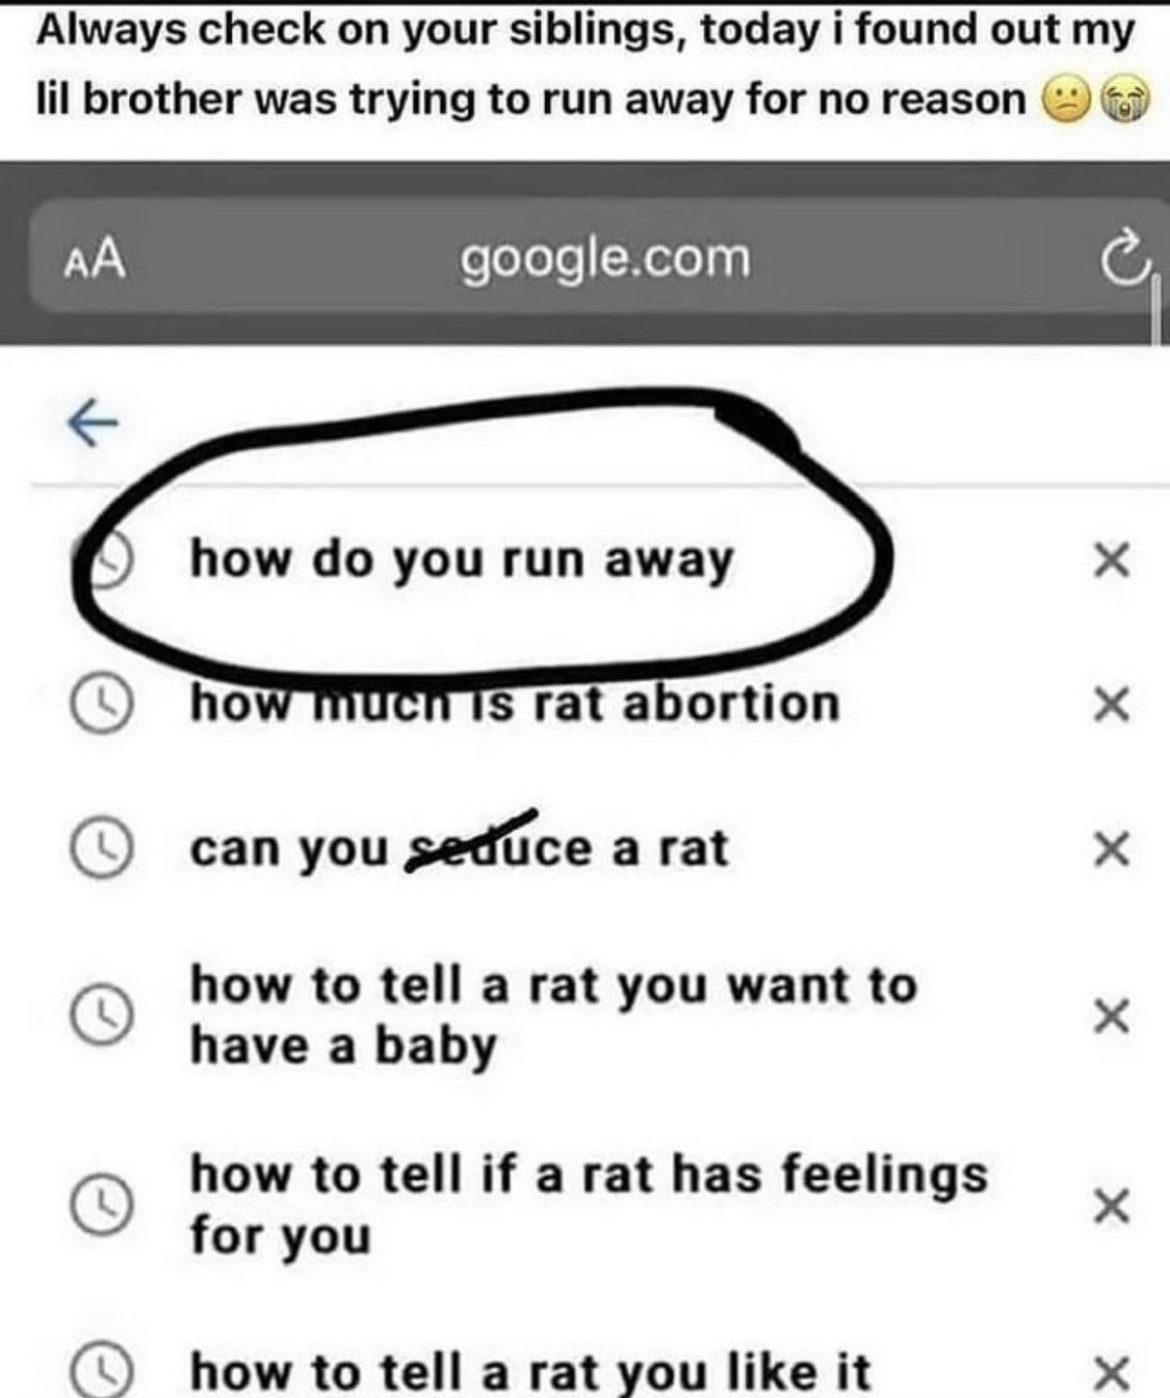 Always check on your siblings, today i found out my
lil brother was trying to run away for no reason 😕😭
AA google.com
how do you run away
how much is rat abortion
can you seduce a rat
how to tell a rat you want to
have a baby
how to tell if a rat has feelings
for you
how to tell a rat you like it